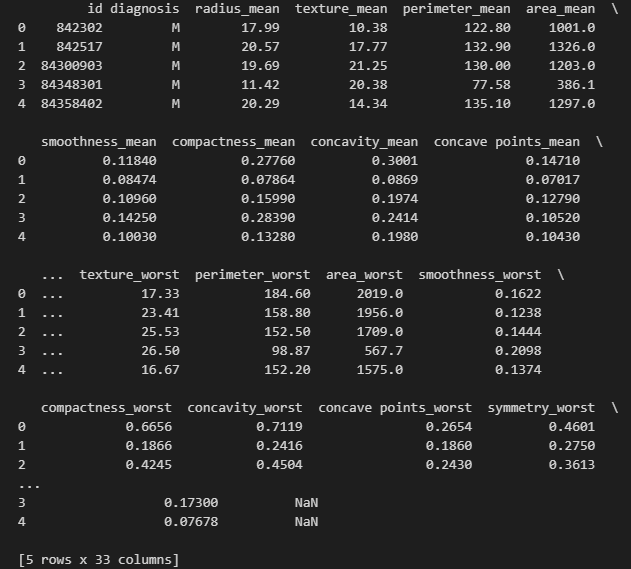 id diagnosis radius_mean texture_mean perimeter_mean area_mean \
0 842302 M 17.99 10.38 122.80 1001.0
1 842517 M 20.57 17.77 132.90 1326.0
2 84300903 M 19.69 21.25 130.00 1203.0
3 84348301 M 11.42 20.38 77.58 386.1
4 84358402 M 20.29 14.34 135.10 1297.0
smoothness_mean compactness_mean concavity_mean concave points_mean \
0 0.11840 0.27760 0.3001 0.14710
1 0.08474 0.07864 0.0869 0.07017
2 0.10960 0.15990 0.1974 0.12790
3 0.14250 0.28390 0.2414 0.10520
4 0.10030 0.13280 0.1980 0.10430
... texture_worst perimeter_worst area_worst smoothness_worst \
0 ... 17.33 184.60 2019.0 0.1622
1 ... 23.41 158.80 1956.0 0.1238
2 ... 25.53 152.50 1709.0 0.1444
3 ... 26.50 98.87 567.7 0.2098
4 ... 16.67 152.20 1575.0 0.1374
compactness_worst concavity_worst concave points_worst symmetry_worst \
0 0.6656 0.7119 0.2654 0.4601
1 0.1866 0.2416 0.1860 0.2750
2 0.4245 0.4504 0.2430 0.3613
...
3 0.17300 NaN
4 0.07678 NaN
[5 rows x 33 columns]